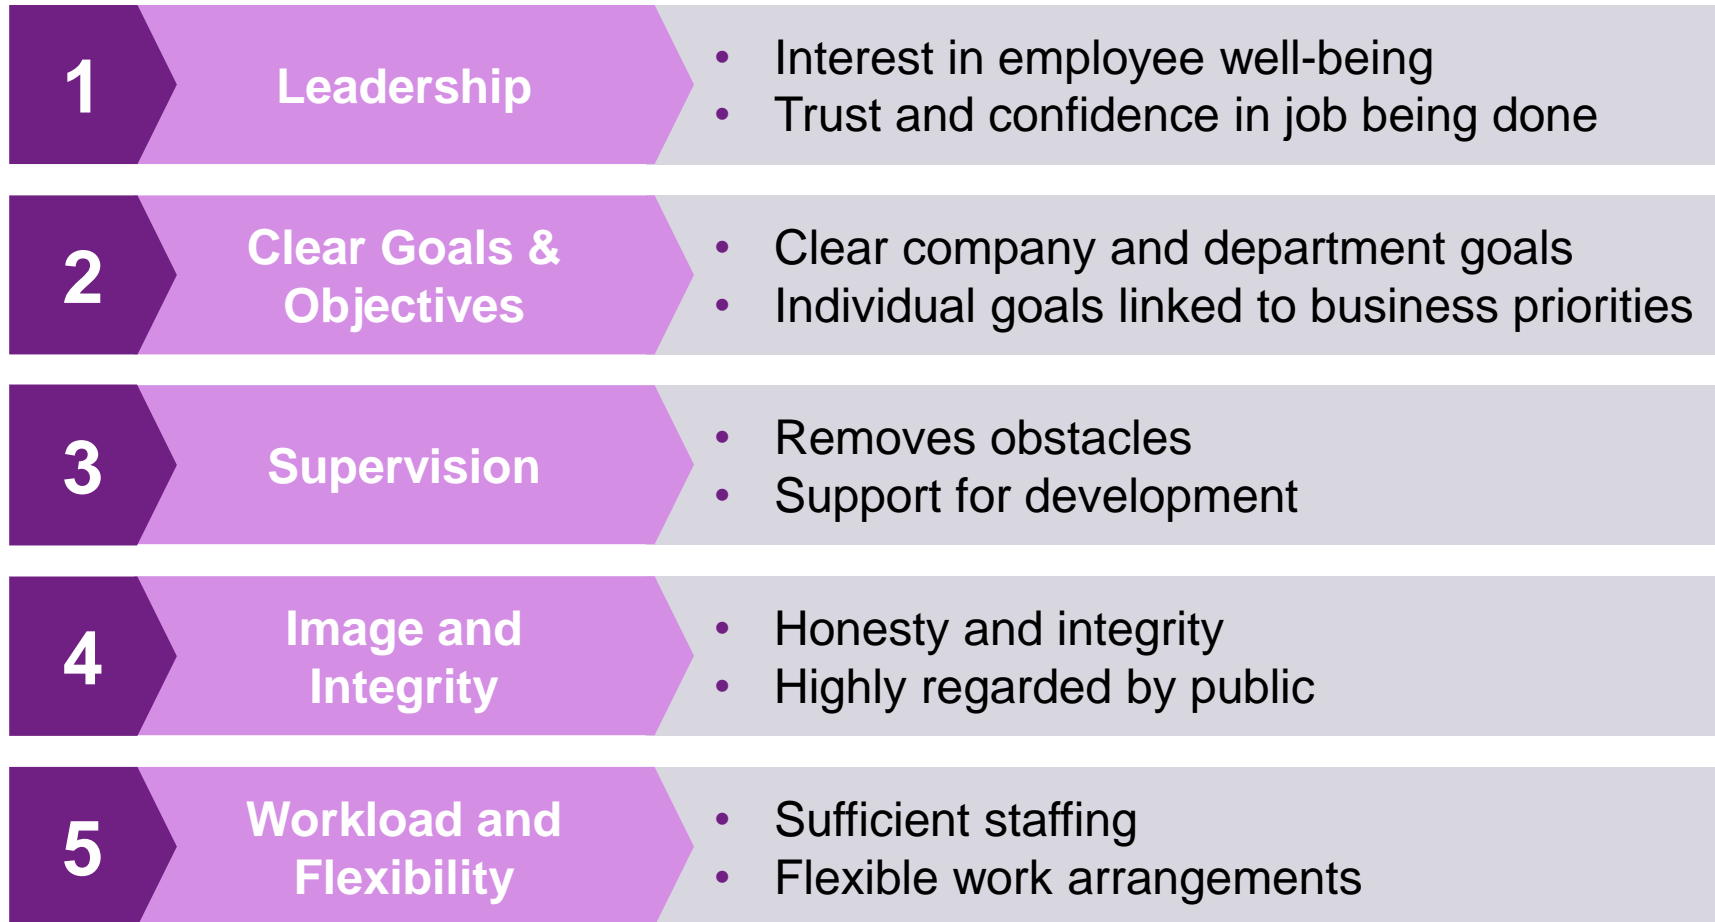 1
Leadership
• Interest in employee well-being
• Trust and confidence in job being done
2
Clear Goals &
Objectives
• Clear company and department goals
• Individual goals linked to business priorities
3
Supervision
• Removes obstacles
• Support for development
4
Image and
Integrity
• Honesty and integrity
• Highly regarded by public
5
Workload and
Flexibility
• Sufficient staffing
• Flexible work arrangements